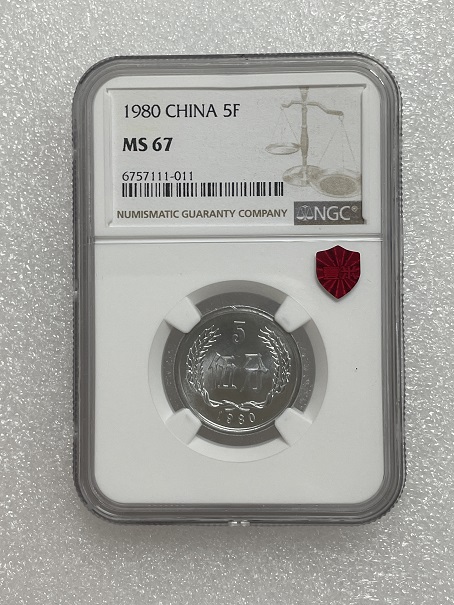 1980 CHINA 5F
MS 67
6757111-011
NUMISMATIC GUARANTY COMPANY
NGC®
5
伍分
1980